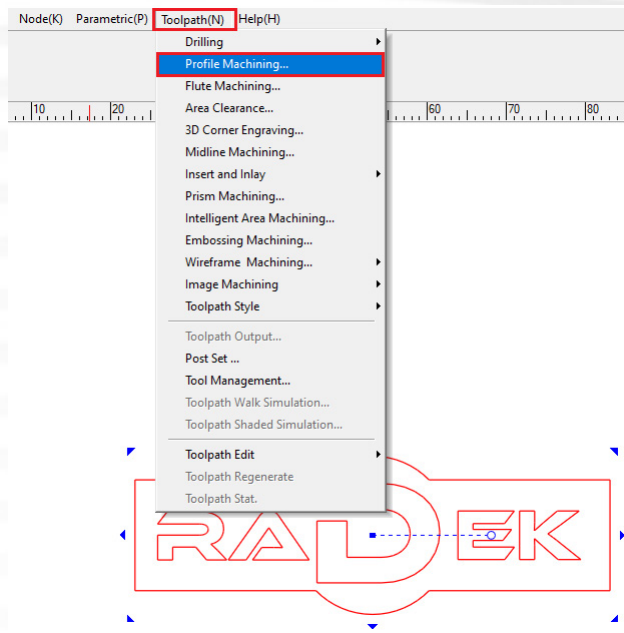 Node(K) Parametric(P) Toolpath(N) Help(H)
Drilling
Profile Machining...
Flute Machining...
Area Clearance...
3D Corner Engraving...
Midline Machining...
Insert and Inlay
Prism Machining...
Intelligent Area Machining...
Embossing Machining...
Wireframe Machining...
Image Machining
Toolpath Style
Toolpath Output...
Post Set ...
Tool Management...
Toolpath Walk Simulation...
Toolpath Shaded Simulation...
Toolpath Edit
Toolpath Regenerate
Toolpath Stat.
10 20 60 70 80
RADEK